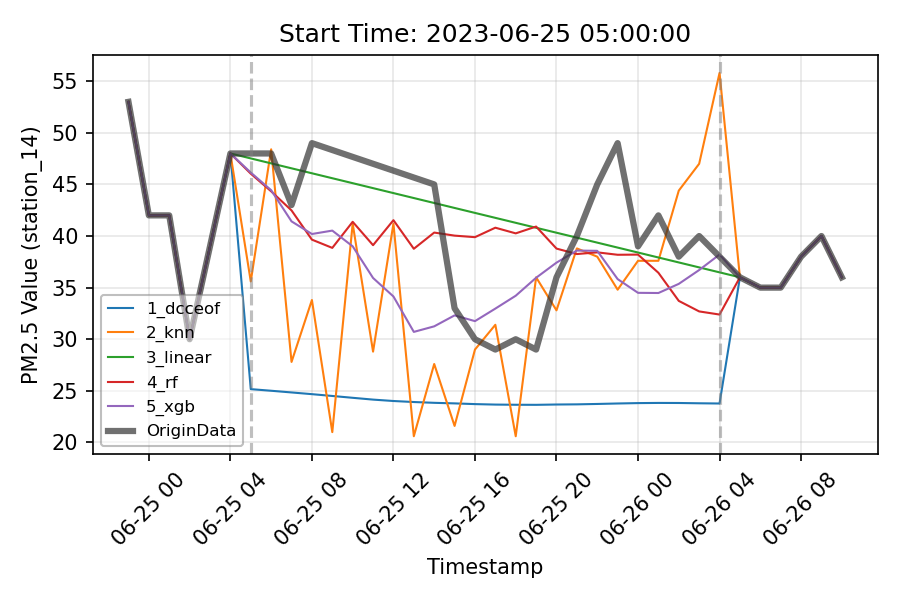 Start Time: 2023-06-25 05:00:00
PM2.5 Value (station_14)
55
50
45
40
35
30
25
20
1_dcceof
2_knn
3_linear
4_rf
5_xgb
OriginData
06-25 00
06-25 04
06-25 08
06-25 12
06-25 16
06-25 20
06-26 00
06-26 04
06-26 08
Timestamp